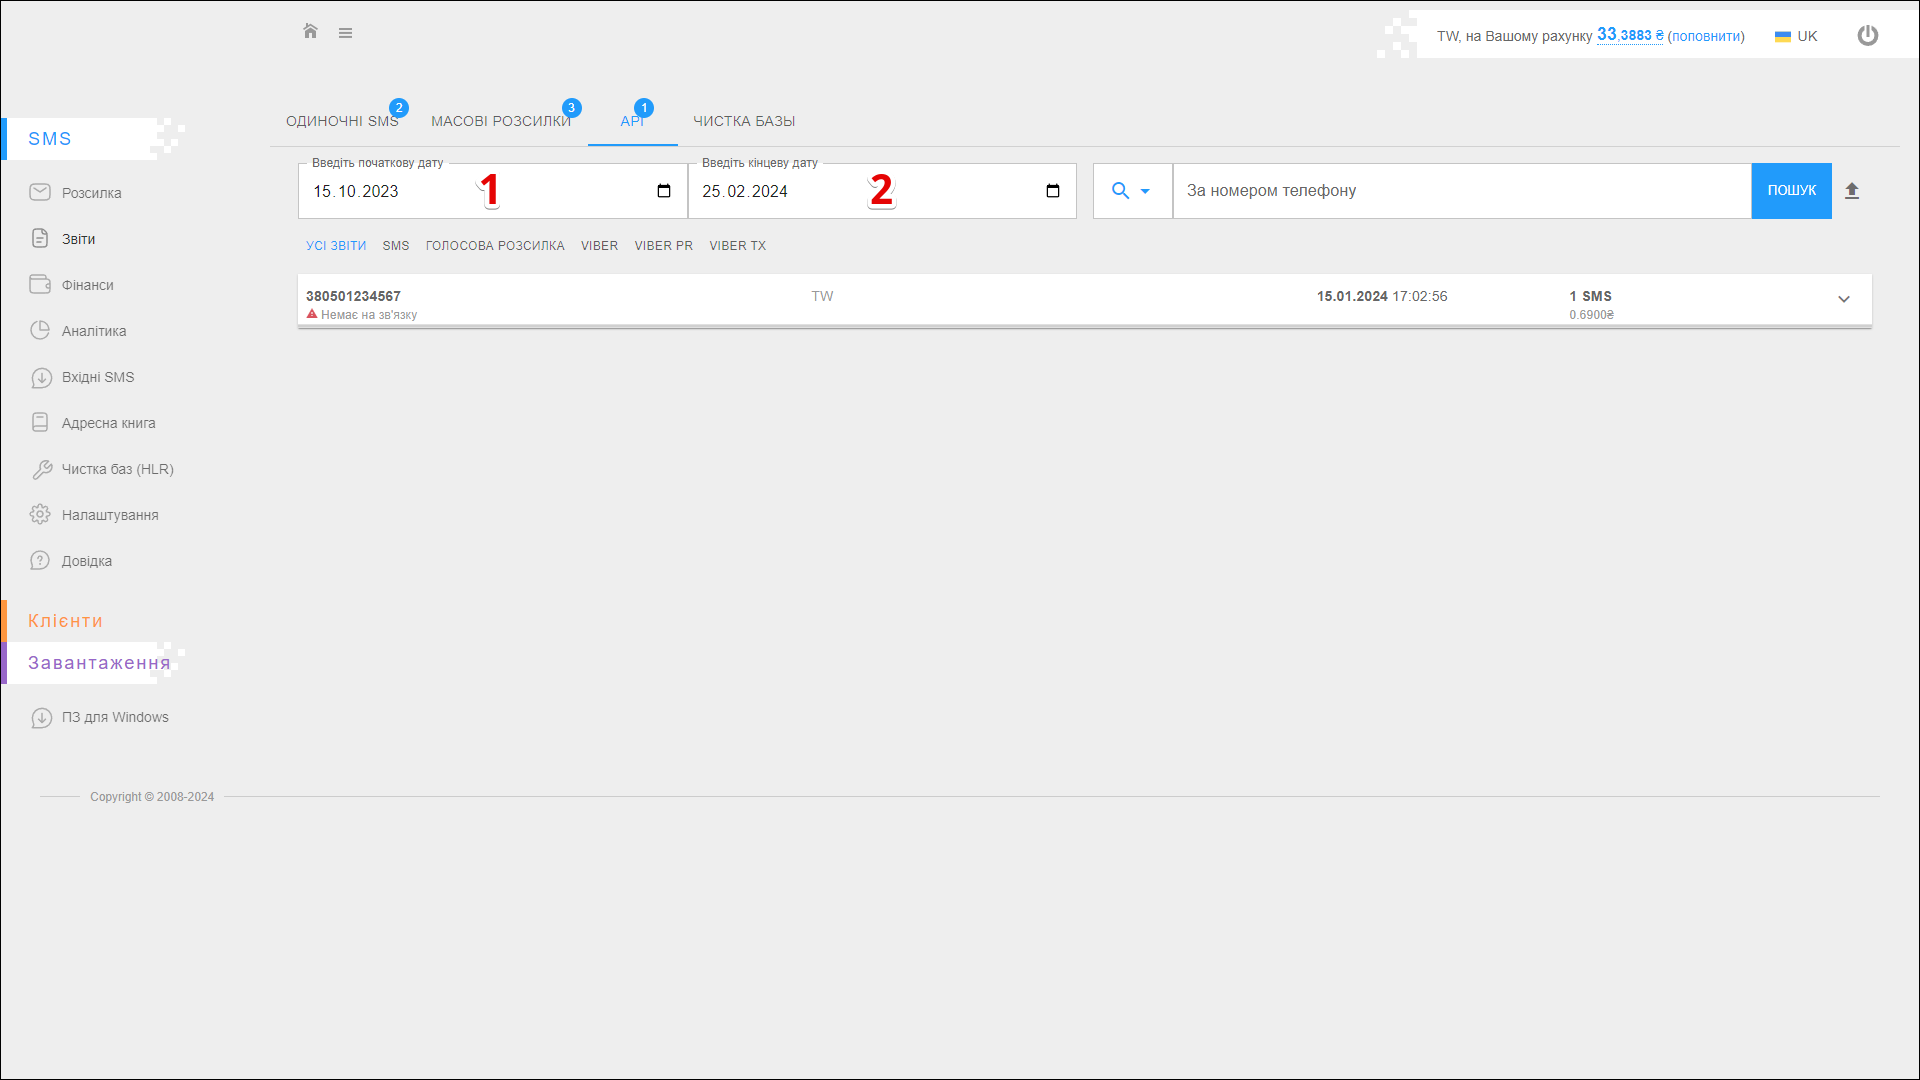 TW, на Вашому рахунку 33,3883 ₴ (поповнити) UK
SMS
Розсилка
Звіти
Фінанси
Аналітика
Вхідні SMS
Адресна книга
Чистка баз (HLR)
Налаштування
Довідка
Клієнти
Завантаження
ПЗ для Windows
ОДИНОЧНІ SMS 2 МАСОВІ РОЗСИЛКИ 3 API 1 ЧИСТКА БАЗЫ
Введіть початкову дату Введіть кінцеву дату
15.10.2023 1 25.02.2024 2 За номером телефону ПОШУК
УСІ ЗВІТИ SMS ГОЛОСОВА РОЗСИЛКА VIBER VIBER PR VIBER TX
380501234567 TW 15.01.2024 17:02:56 1 SMS
Немає на зв'язку 0.6900₴
Copyright © 2008-2024